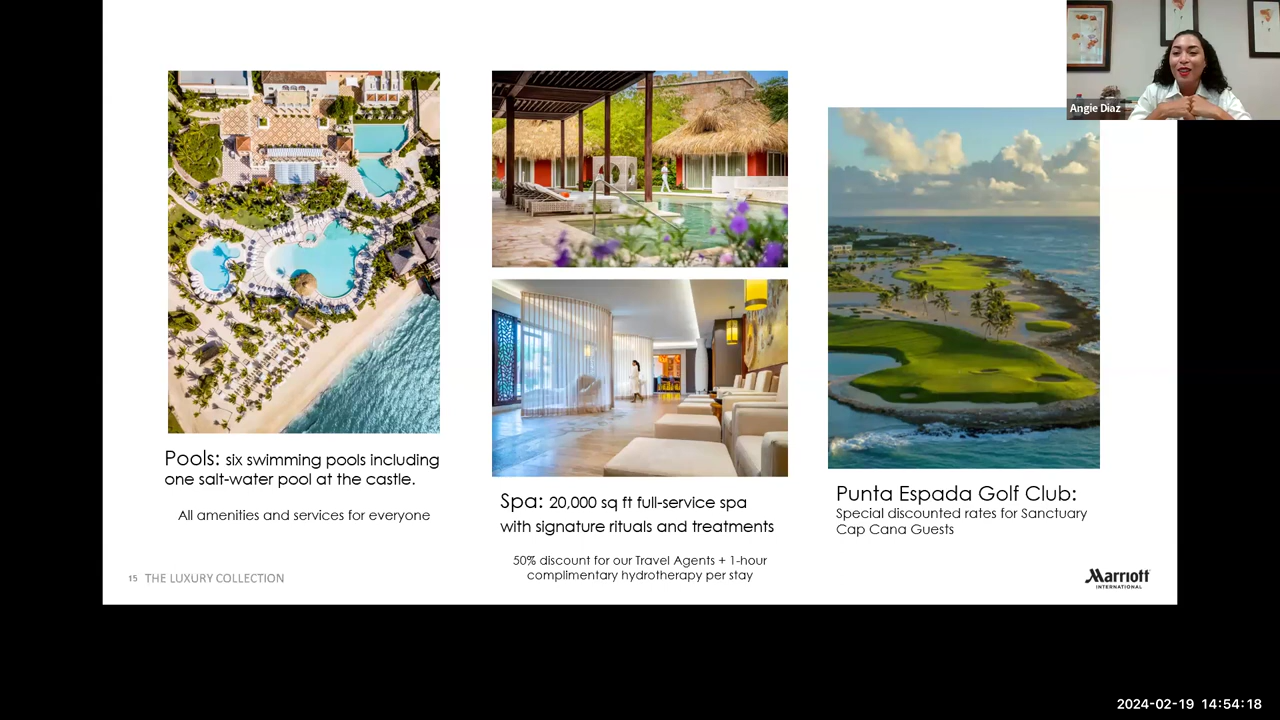 Angie Diaz
Pools: six swimming pools including
one salt-water pool at the castle.
All amenities and services for everyone
Spa: 20,000 sq ft full-service spa
with signature rituals and treatments
50% discount for our Travel Agents + 1-hour
complimentary hydrotherapy per stay
Punta Espada Golf Club:
Special discounted rates for Sanctuary
Cap Cana Guests
15 THE LUXURY COLLECTION
Marriott
INTERNATIONAL
2024-02-19 14:54:18